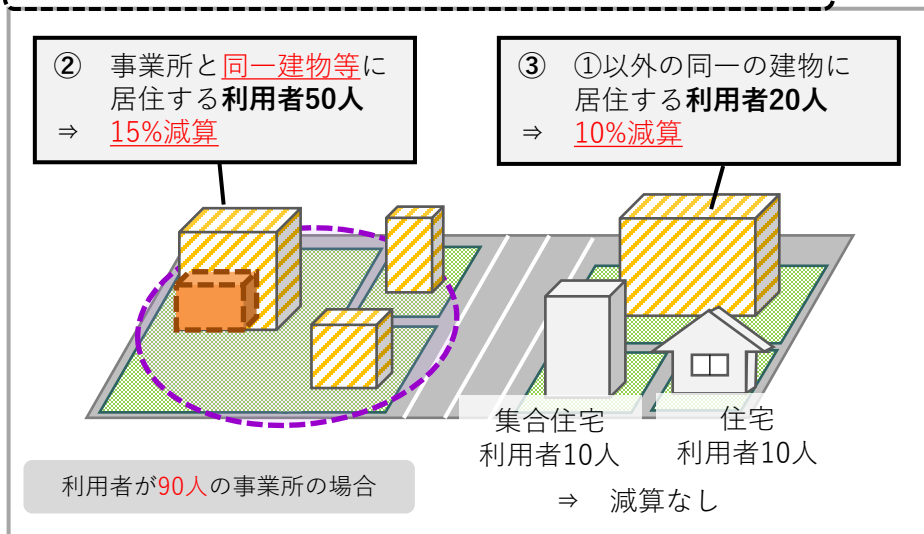 ② 事業所と同一建物等に
居住する利用者50人
⇒ 15%減算
③ ①以外の同一の建物に
居住する利用者20人
⇒ 10%減算
集合住宅
利用者10人
住宅
利用者10人
⇒ 減算なし
利用者が90人の事業所の場合